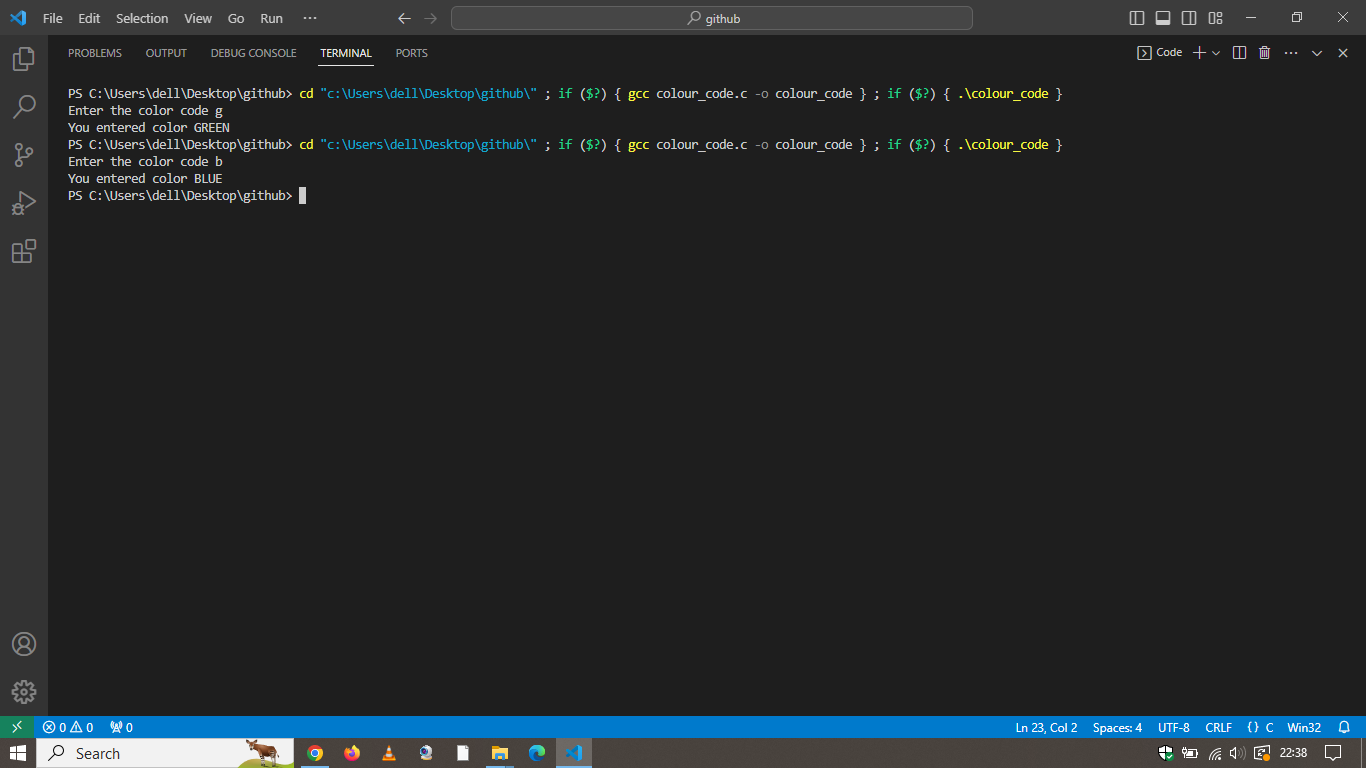 File Edit Selection View Go Run ··· github
PROBLEMS OUTPUT DEBUG CONSOLE TERMINAL PORTS Code
PS C:\Users\dell\Desktop\github> cd "c:\Users\dell\Desktop\github\" ; if ($?) { gcc colour_code.c -o colour_code } ; if ($?) { .\colour_code }
Enter the color code g
You entered color GREEN
PS C:\Users\dell\Desktop\github> cd "c:\Users\dell\Desktop\github\" ; if ($?) { gcc colour_code.c -o colour_code } ; if ($?) { .\colour_code }
Enter the color code b
You entered color BLUE
PS C:\Users\dell\Desktop\github>
0 0 0 Ln 23, Col 2 Spaces: 4 UTF-8 CRLF {} C Win32
Search 22:38